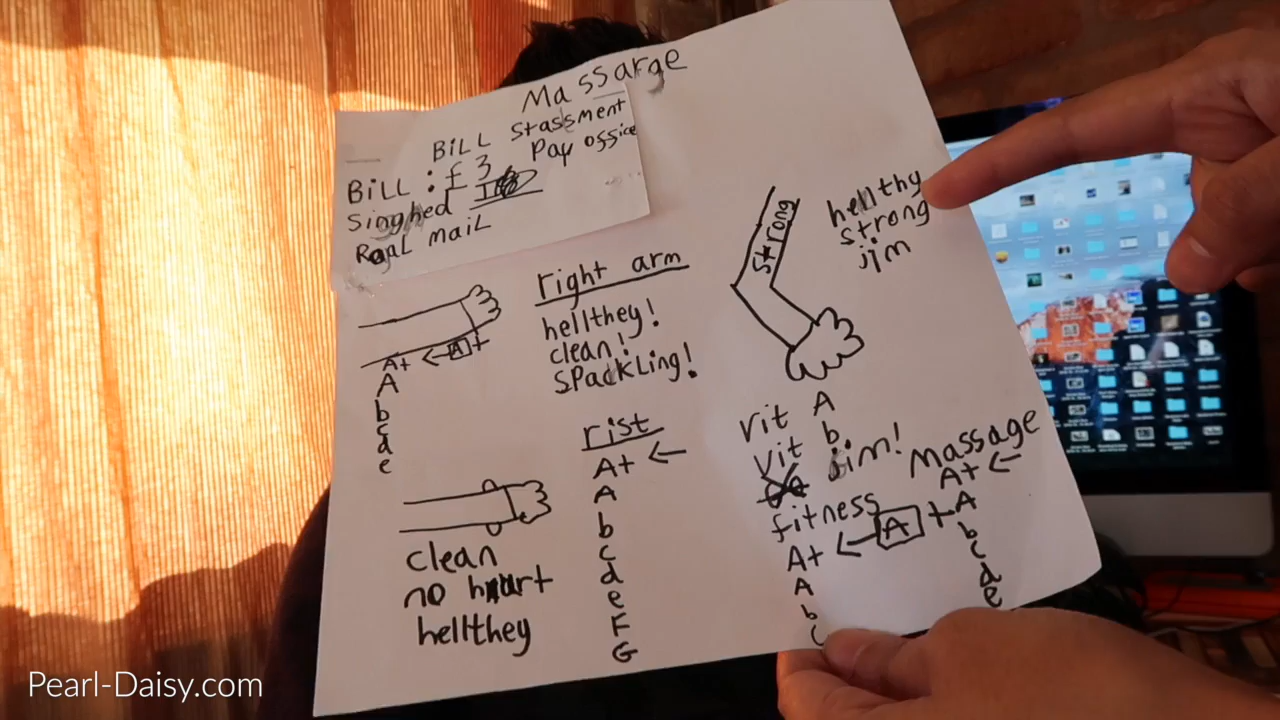 Massarge
BiLL stassment
Pay ossice
BiLL : £3
Singhed
Royal maiL
right arm
hellthey!
clean!
spackling!
A+ ← A+
A
b
c
d
e
strong
hellthy
strong
jim
rist
A+ ←
A
b
c
d
e
F
G
clean
no hurt
hellthey
vit A
vit b.
jim!
fitness
A+ ← A+
A
b
c
massage
A+ ←
A
b
c
d
e
Pearl-Daisy.com